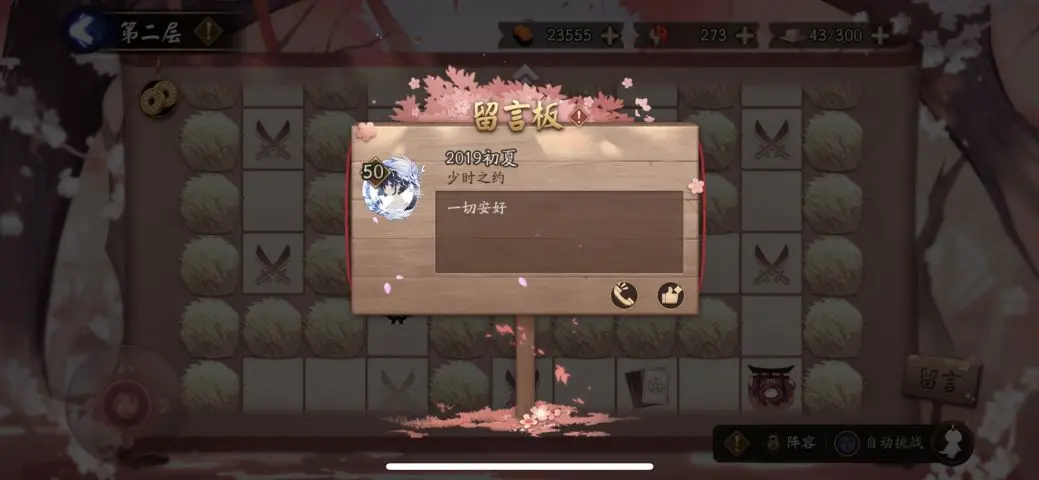 第二层
23555
273
43/300
留言板
50
2019初夏
少时之约
一切安好
留言
阵容
自动挑战